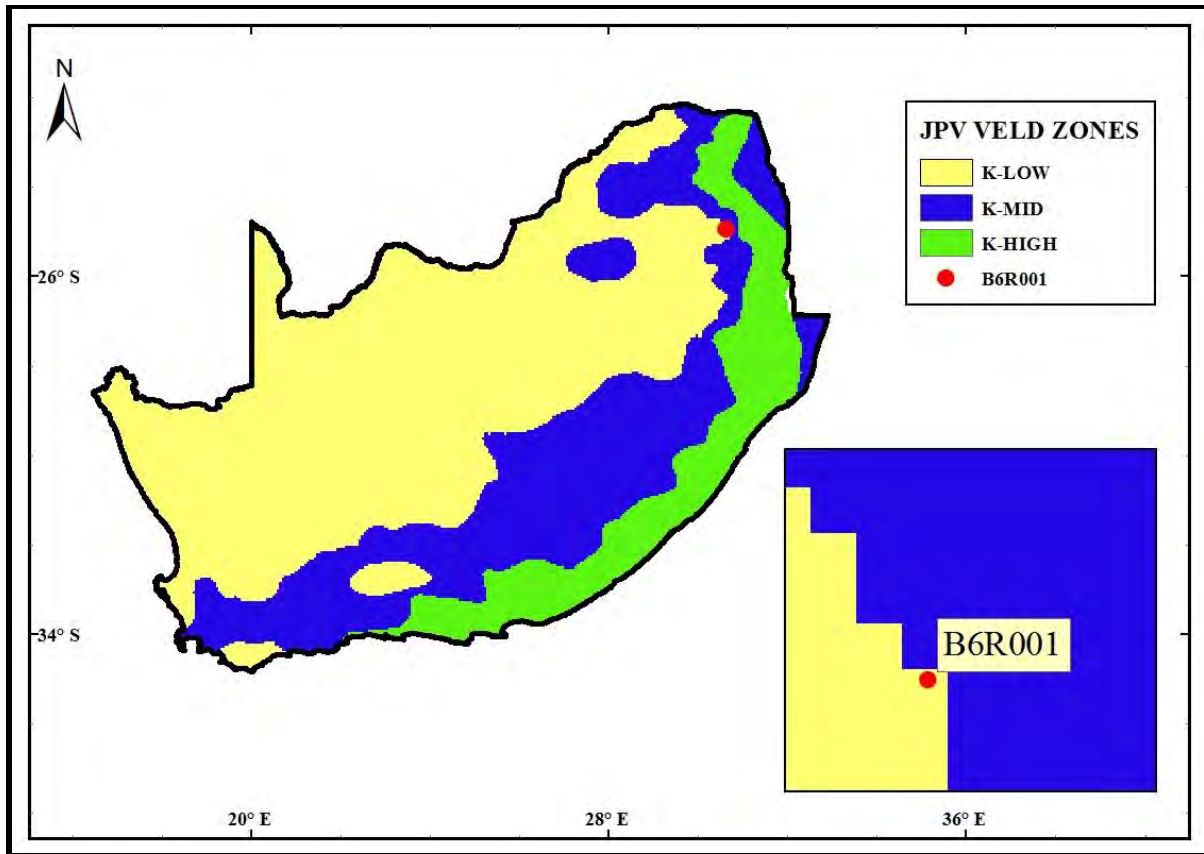 N
JPV VELD ZONES
K-LOW
K-MID
K-HIGH
B6R001
26° S
34° S
B6R001
20° E
28° E
36° E